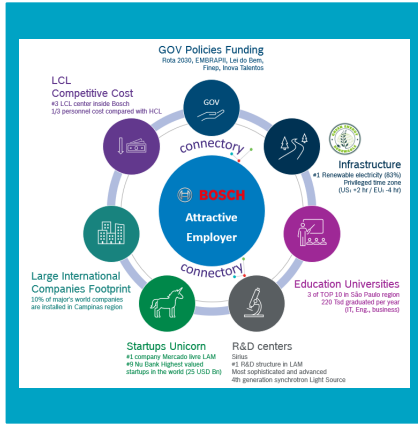 GOV Policies Funding
Rota 2030, EMBRAPII, Lei do Bem,
Finep, Inova Talentos
LCL
Competitive Cost
#3 LCL center inside Bosch
1/3 personnel cost compared with HCL
GOV
connectory
Infrastructure
#1 Renewable electricity (83%)
Privileged time zone
(US: +2 hr / EU: -4 hr)
BOSCH
Attractive
Employer
connectory
Large International
Companies Footprint
10% of major's world companies
are installed in Campinas region
Education Universities
3 of TOP 10 in São Paulo region
220 Tsd graduated per year
(IT, Eng., business)
Startups Unicorn
#1 company Mercado livre LAM
#9 Nu Bank Highest valued
startups in the world (25 USD Bn)
R&D centers
Sirius
#1 R&D structure in LAM
Most sophisticated and advanced
4th generation synchrotron Light Source